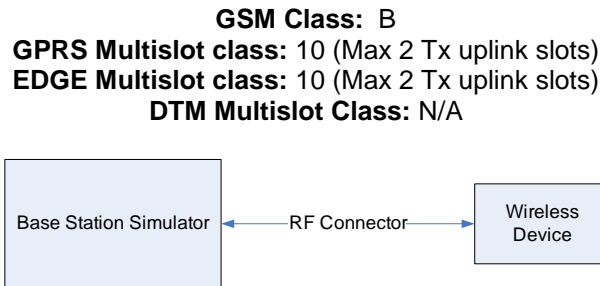 GSM Class: B
GPRS Multislot class: 10 (Max 2 Tx uplink slots)
EDGE Multislot class: 10 (Max 2 Tx uplink slots)
DTM Multislot Class: N/A
Base Station Simulator
RF Connector
Wireless
Device